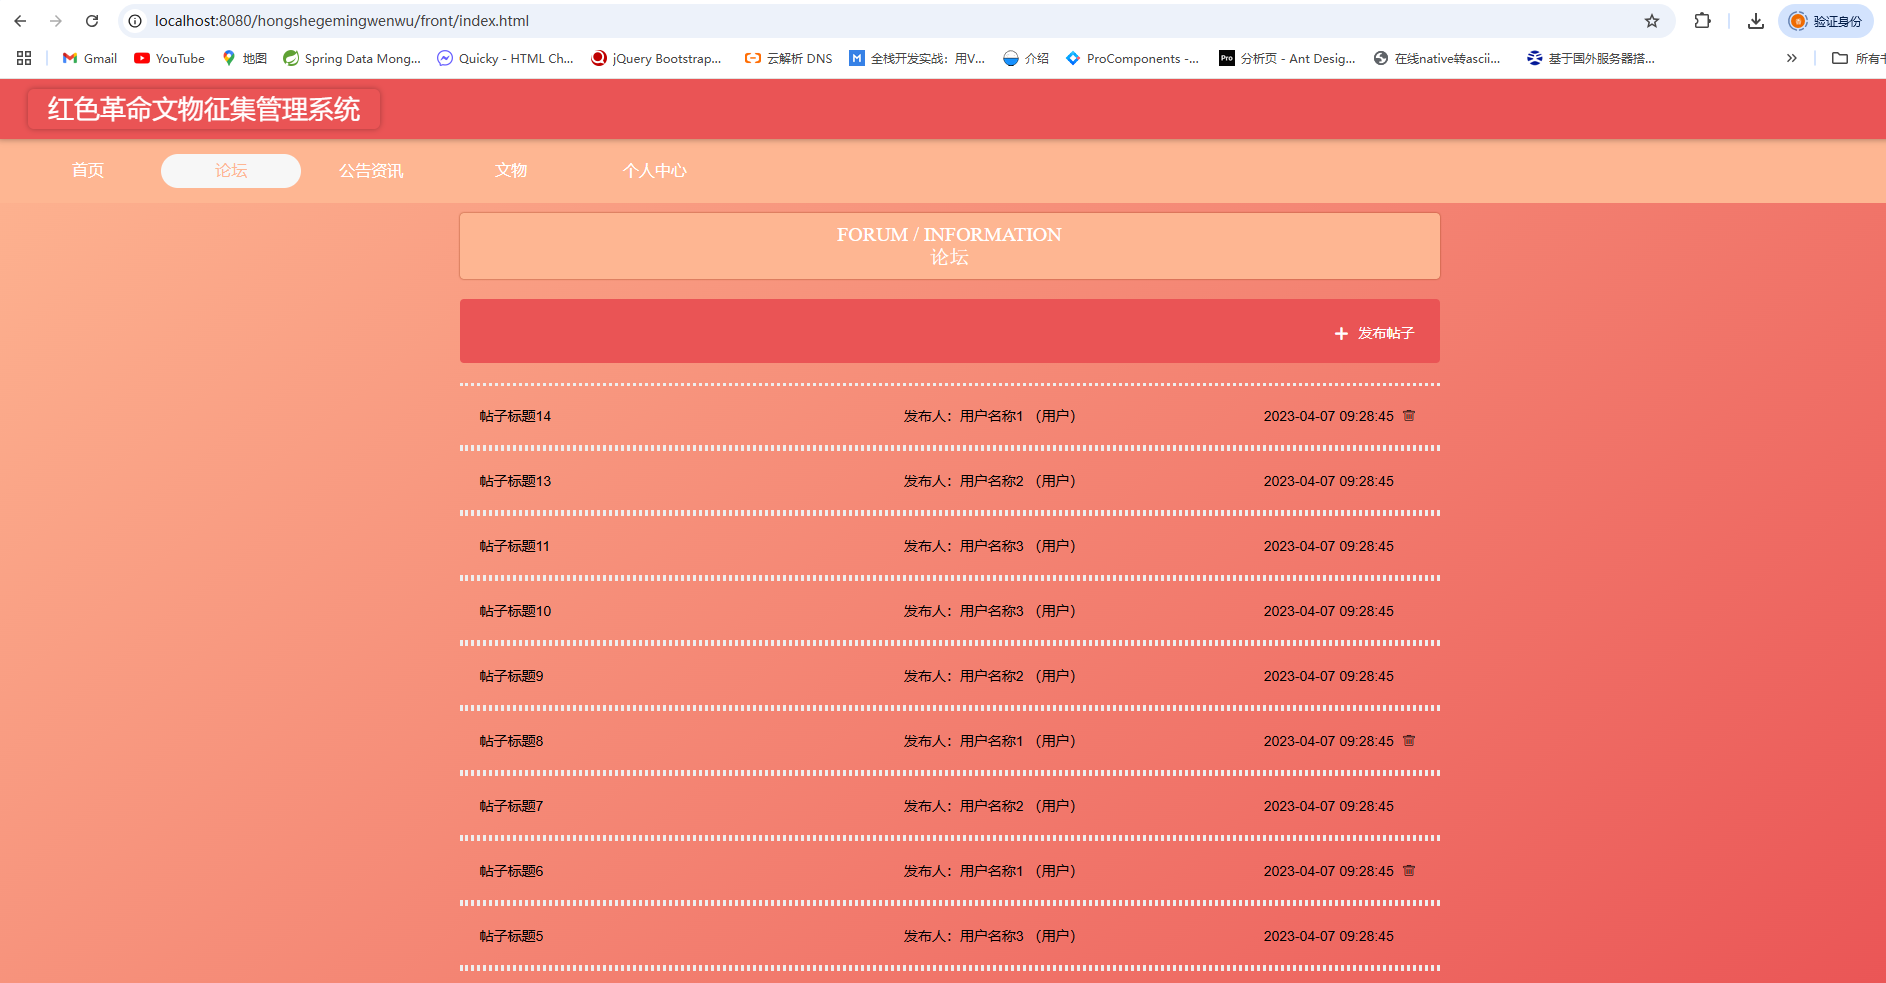 localhost:8080/hongshegemingwenwu/front/index.html
验证身份
Gmail
YouTube
地图
Spring Data Mong...
Quicky - HTML Ch...
jQuery Bootstrap...
云解析 DNS
全栈开发实战：用V...
介绍
ProComponents -...
Pro
分析页 - Ant Desig...
在线native转ascii...
基于国外服务器搭...
所有书
红色革命文物征集管理系统
首页
论坛
公告资讯
文物
个人中心
FORUM / INFORMATION
论坛
发布帖子
帖子标题14 发布人：用户名称1 （用户） 2023-04-07 09:28:45
帖子标题13 发布人：用户名称2 （用户） 2023-04-07 09:28:45
帖子标题11 发布人：用户名称3 （用户） 2023-04-07 09:28:45
帖子标题10 发布人：用户名称3 （用户） 2023-04-07 09:28:45
帖子标题9 发布人：用户名称2 （用户） 2023-04-07 09:28:45
帖子标题8 发布人：用户名称1 （用户） 2023-04-07 09:28:45
帖子标题7 发布人：用户名称2 （用户） 2023-04-07 09:28:45
帖子标题6 发布人：用户名称1 （用户） 2023-04-07 09:28:45
帖子标题5 发布人：用户名称3 （用户） 2023-04-07 09:28:45